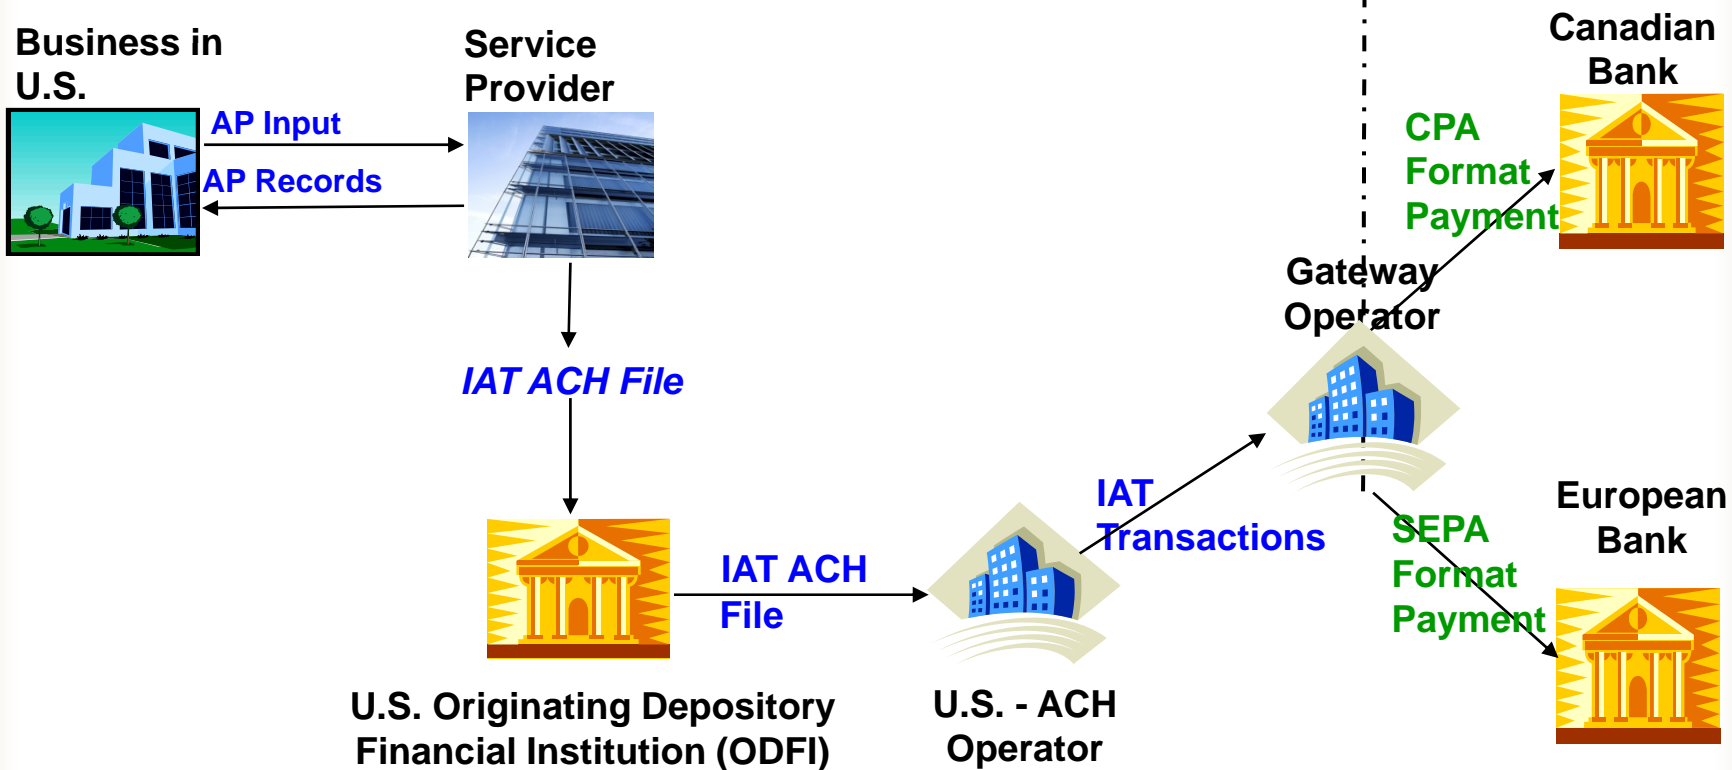 Business in
U.S.
Service
Provider
Canadian
Bank
AP Input
AP Records
CPA
Format
Payment
Gateway
Operator
IAT ACH File
IAT
Transactions
European
Bank
SEPA
Format
Payment
IAT ACH
File
U.S. Originating Depository
Financial Institution (ODFI)
U.S. - ACH
Operator